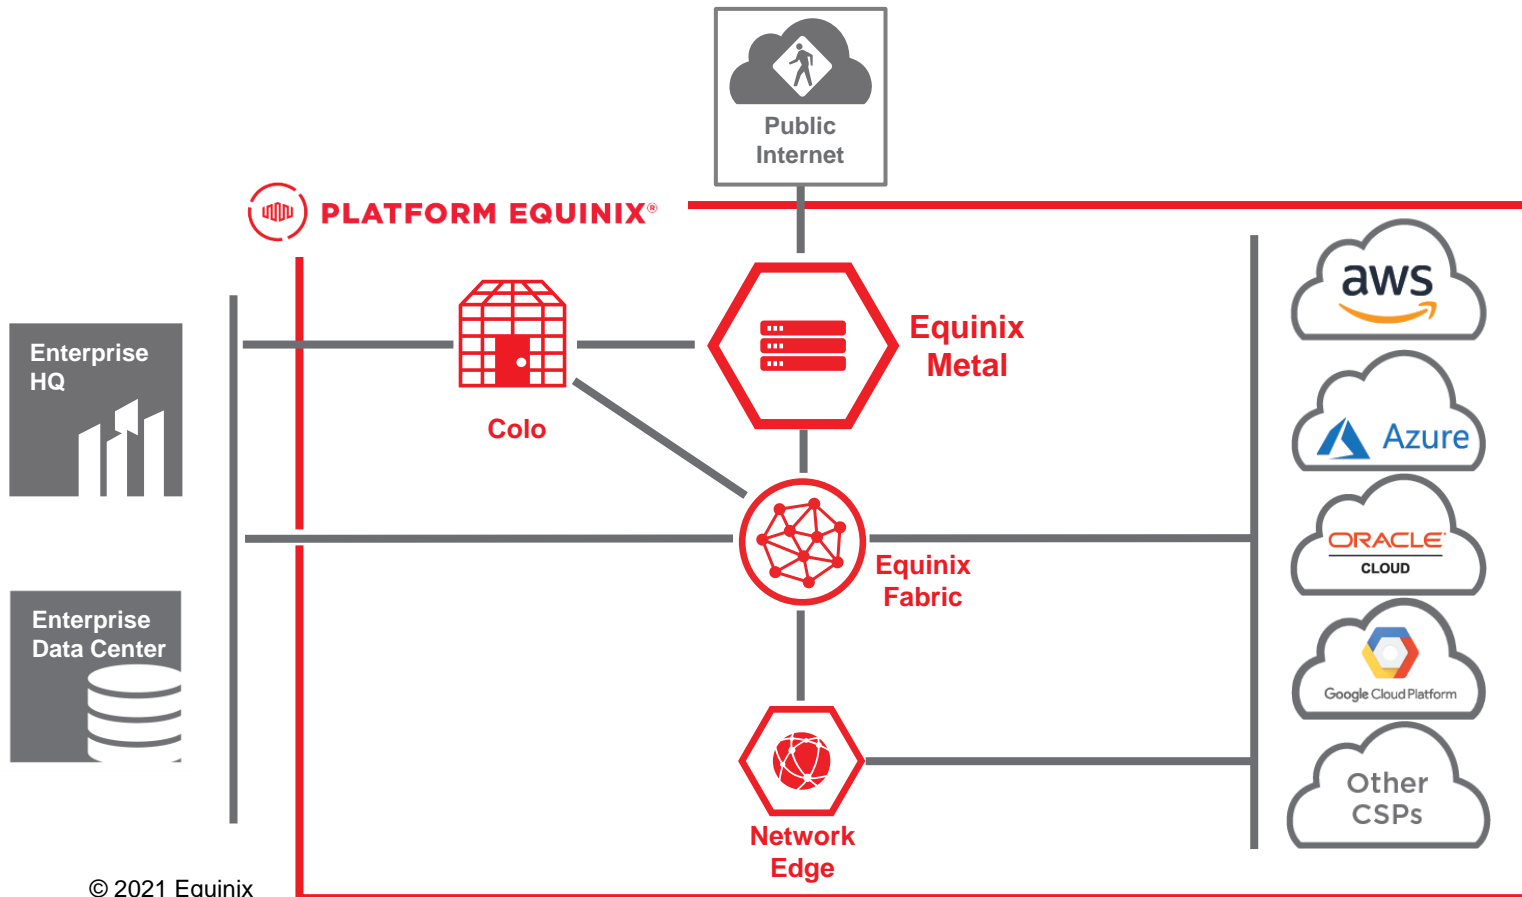 Public
Internet
PLATFORM EQUINIX®
Enterprise
HQ
Colo
Equinix
Metal
aws
Azure
ORACLE
CLOUD
Equinix
Fabric
Enterprise
Data Center
Google Cloud Platform
Other
CSPs
Network
Edge
© 2021 Equinix